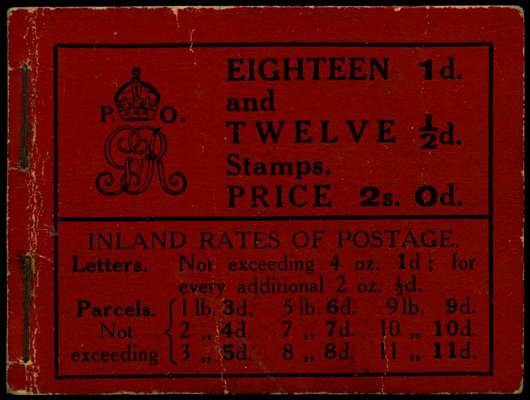 EIGHTEEN 1d.
and
P. O.
TWELVE ½d.
GR
Stamps.
PRICE 2s. 0d.
INLAND RATES OF POSTAGE.
Letters. Not exceeding 4 oz. 1d; for
every additional 2 oz. ½d.
Parcels. 1 lb. 3d. 5 lb. 6d. 9 lb. 9d.
Not 2 „ 4d. 7 „ 7d. 10 „ 10d.
exceeding 3 „ 5d. 8 „ 8d. 11 „ 11d.